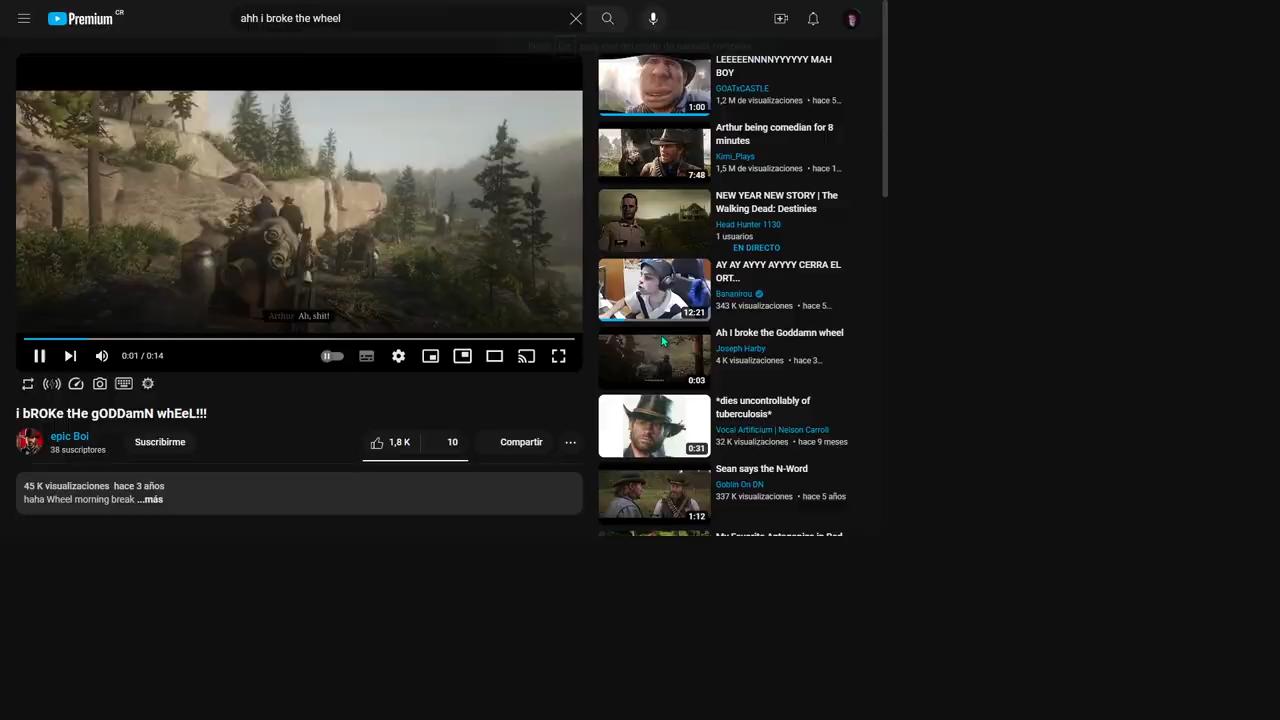 Premium CR
ahh i broke the wheel
Arthur: Ah, shit!
0:01 / 0:14
i bROKe tHe gODDamN whEeL!!!
epic Boi
38 suscriptores
Suscribirme
1,8 K
10
Compartir
45 K visualizaciones hace 3 años
haha Wheel morning break ...más
LEEEEENNNNYYYYYY MAH
BOY
GOATxCASTLE
1,2 M de visualizaciones • hace 5...
1:00
Arthur being comedian for 8
minutes
Kimi_Plays
1,5 M de visualizaciones • hace 1...
7:48
NEW YEAR NEW STORY | The
Walking Dead: Destinies
Head Hunter 1130
1 usuarios
EN DIRECTO
AY AY AYYY AYYYY CERRA EL
ORT...
Bananirou
343 K visualizaciones • hace 5...
12:21
Ah I broke the Goddamn wheel
Joseph Harby
4 K visualizaciones • hace 3...
0:03
*dies uncontrollably of
tuberculosis*
Vocal Artificium | Nelson Carroll
32 K visualizaciones • hace 9 meses
0:31
Sean says the N-Word
Goblin On DN
337 K visualizaciones • hace 5 años
1:12